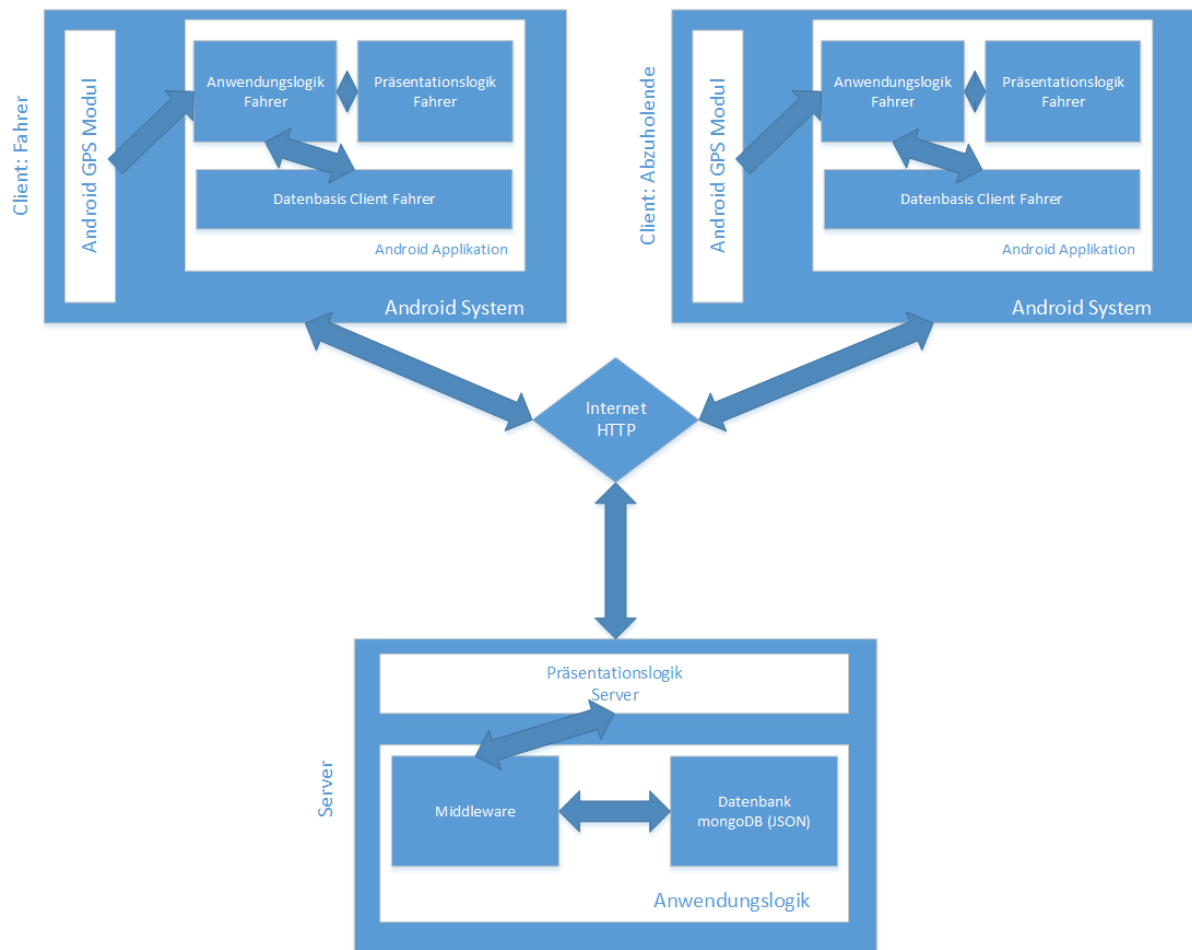 Client: Fahrer
Android GPS Modul
Anwendungslogik
Fahrer
Präsentationslogik
Fahrer
Datenbasis Client Fahrer
Android Applikation
Android System
Client: Abzuholende
Android GPS Modul
Anwendungslogik
Fahrer
Präsentationslogik
Fahrer
Datenbasis Client Fahrer
Android Applikation
Android System
Internet
HTTP
Server
Präsentationslogik
Server
Middleware
Datenbank
mongoDB (JSON)
Anwendungslogik